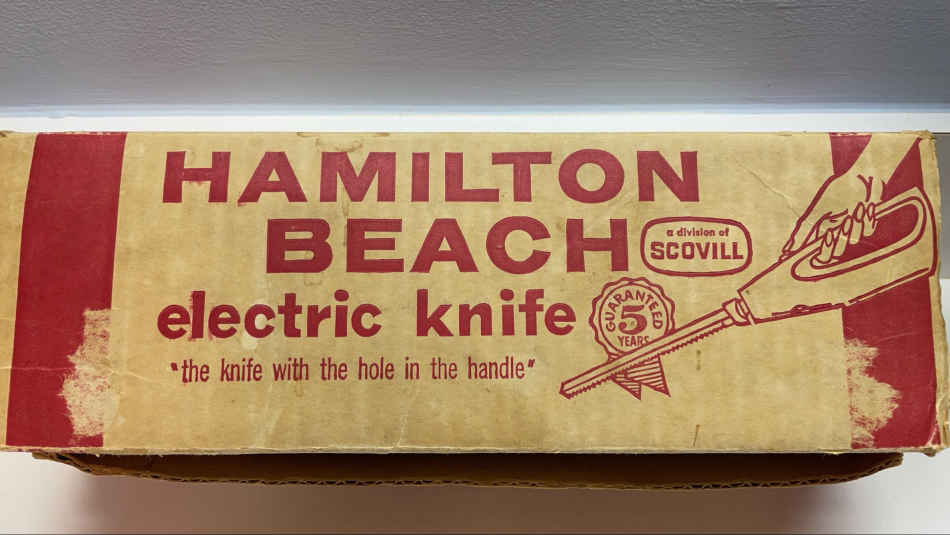 HAMILTON
BEACH
a division of
SCOVILL
electric knife
GUARANTEED
5
YEARS
"the knife with the hole in the handle"